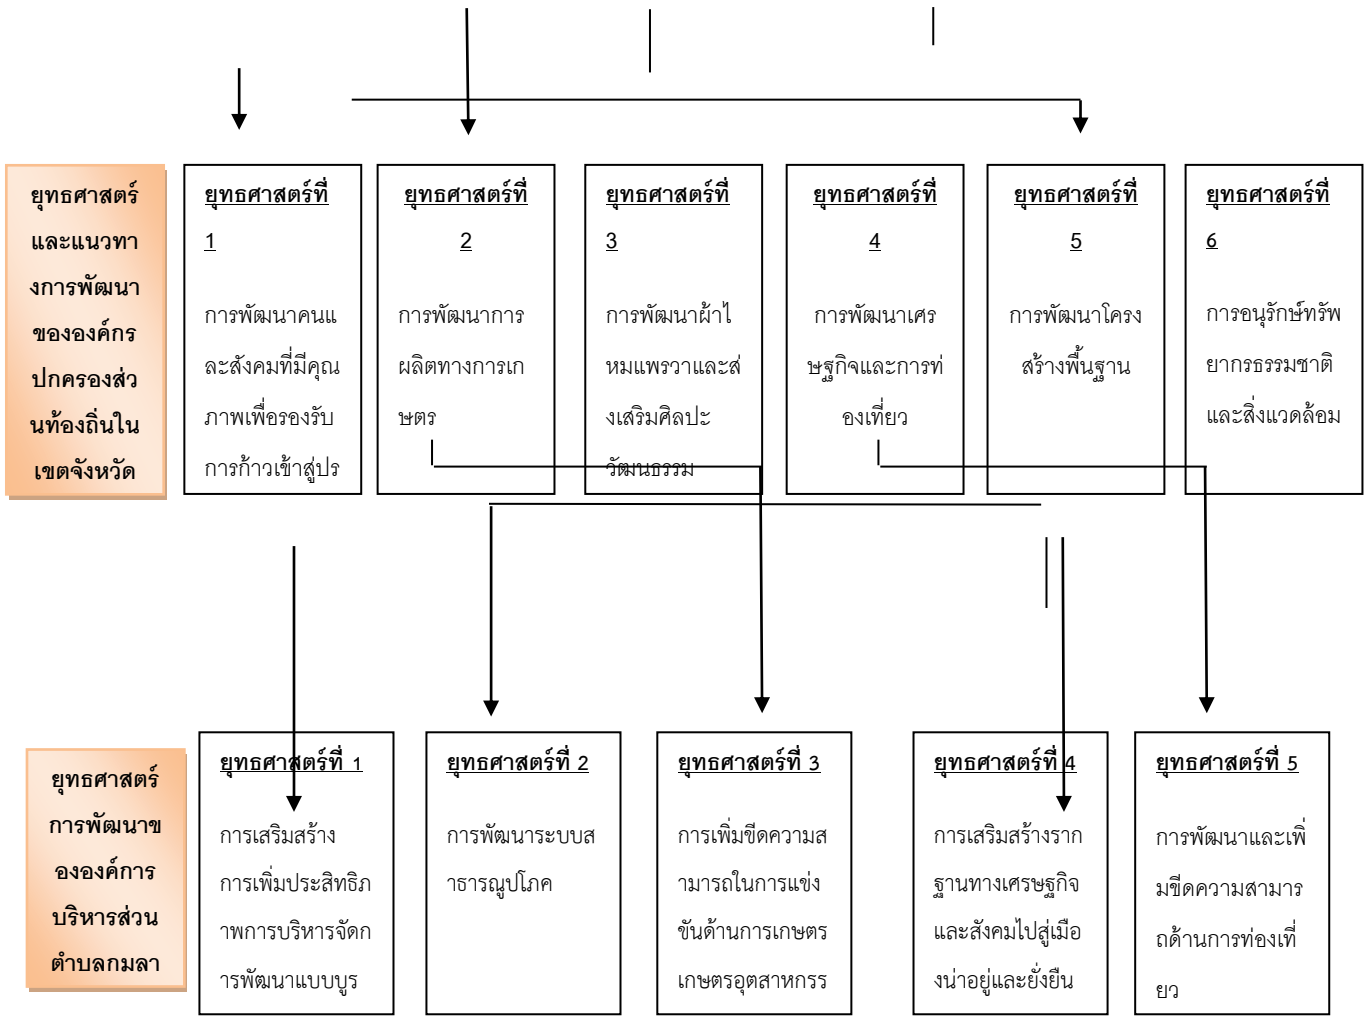 ยุทธศาสตร์
และแนวทา
งการพัฒนา
ขององค์กร
ปกครองส่ว
นท้องถิ่นใน
เขตจังหวัด
ยุทธศาสตร์ที่
1
การพัฒนาคนแ
ละสังคมที่มีคุณ
ภาพเพื่อรองรับ
การก้าวเข้าสู่ปร
ยุทธศาสตร์ที่
2
การพัฒนาการ
ผลิตทางการเก
ษตร
ยุทธศาสตร์ที่
3
การพัฒนาผ้าไ
หมแพรวาและส่
งเสริมศิลปะ
วัฒนธรรม
ยุทธศาสตร์ที่
4
การพัฒนาเศร
ษฐกิจและการท่
องเที่ยว
ยุทธศาสตร์ที่
5
การพัฒนาโครง
สร้างพื้นฐาน
ยุทธศาสตร์ที่
6
การอนุรักษ์ทรัพ
ยากรธรรมชาติ
และสิ่งแวดล้อม
ยุทธศาสตร์
การพัฒนาข
ององค์การ
บริหารส่วน
ตำบลกมลา
ยุทธศาสตร์ที่ 1
การเสริมสร้าง
การเพิ่มประสิทธิภ
าพการบริหารจัดก
ารพัฒนาแบบบูร
ยุทธศาสตร์ที่ 2
การพัฒนาระบบส
าธารณูปโภค
ยุทธศาสตร์ที่ 3
การเพิ่มขีดความส
ามารถในการแข่ง
ขันด้านการเกษตร
เกษตรอุตสาหกรร
ยุทธศาสตร์ที่ 4
การเสริมสร้างราก
ฐานทางเศรษฐกิจ
และสังคมไปสู่เมือ
งน่าอยู่และยั่งยืน
ยุทธศาสตร์ที่ 5
การพัฒนาและเพิ่
มขีดความสามาร
ถด้านการท่องเที่
ยว